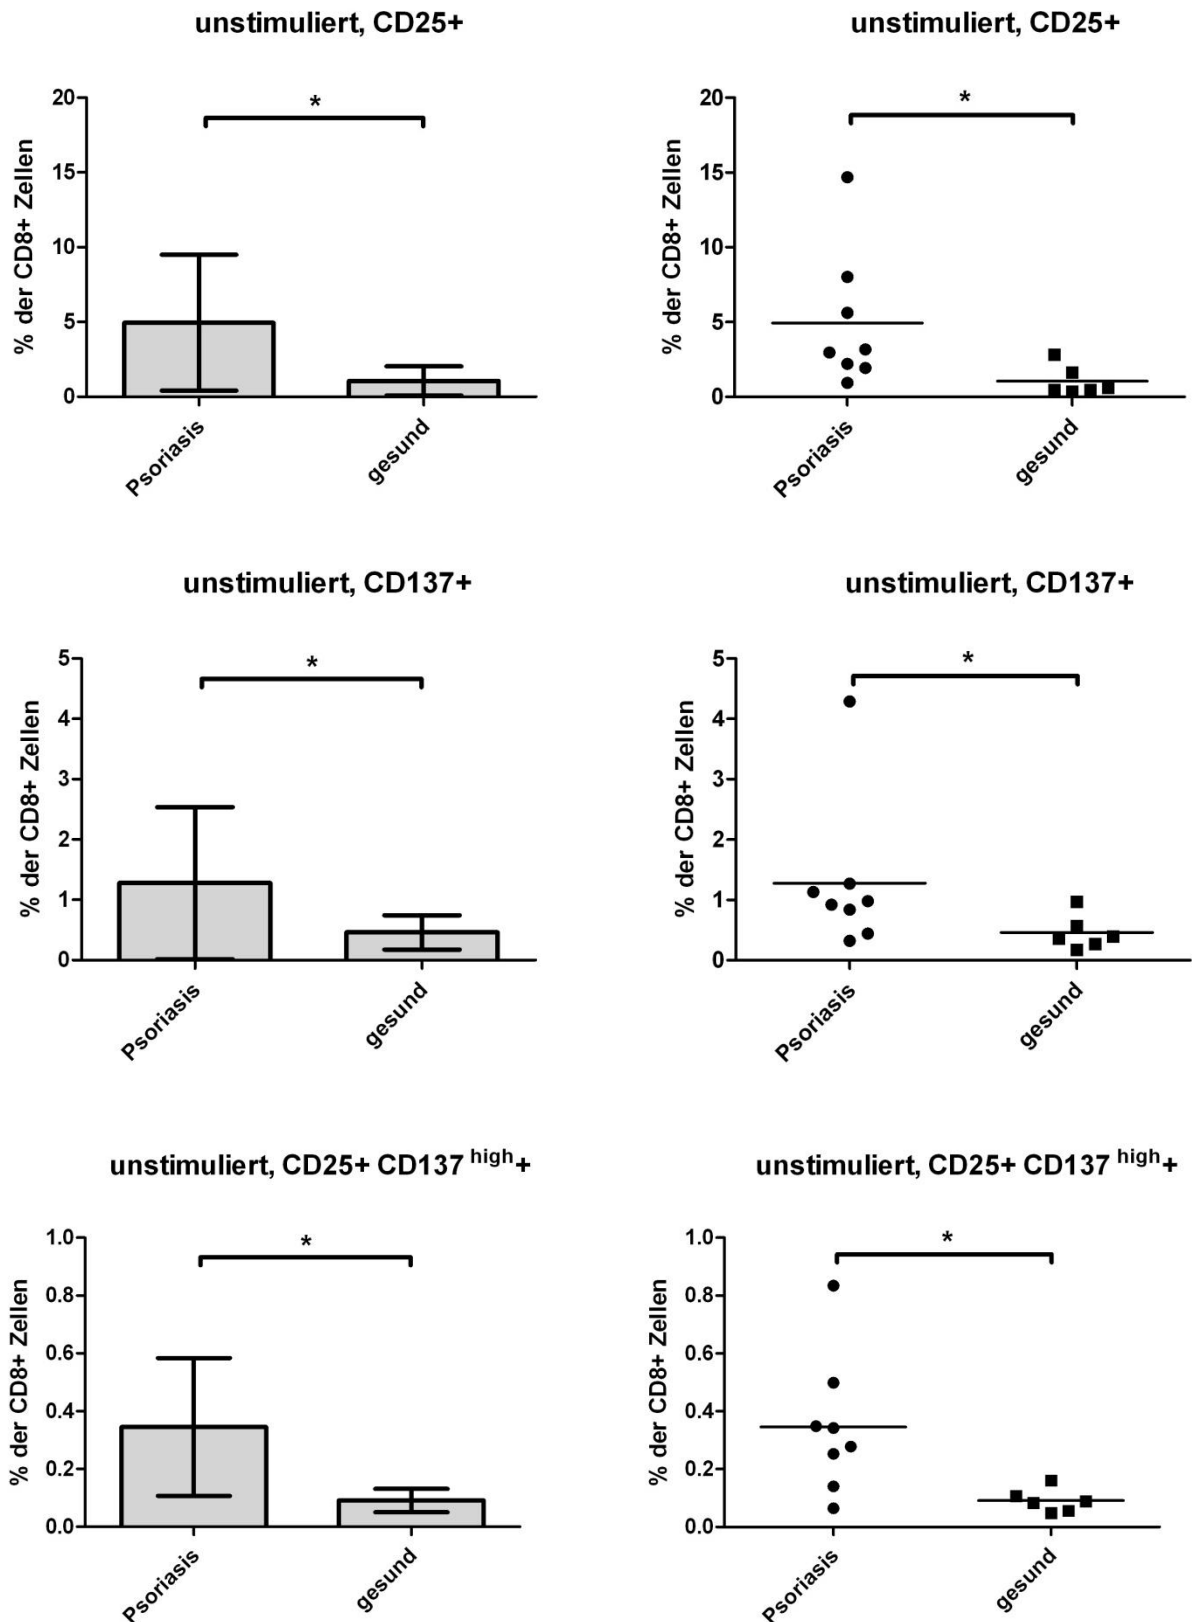 unstimuliert, CD25+
unstimuliert, CD25+
% der CD8+ Zellen
20
15
10
5
0
*
Psoriasis
gesund
% der CD8+ Zellen
20
15
10
5
0
*
Psoriasis
gesund
unstimuliert, CD137+
unstimuliert, CD137+
% der CD8+ Zellen
5
4
3
2
1
0
*
Psoriasis
gesund
% der CD8+ Zellen
5
4
3
2
1
0
*
Psoriasis
gesund
unstimuliert, CD25+ CD137 high+
unstimuliert, CD25+ CD137 high+
% der CD8+ Zellen
1.0
0.8
0.6
0.4
0.2
0.0
*
Psoriasis
gesund
% der CD8+ Zellen
1.0
0.8
0.6
0.4
0.2
0.0
*
Psoriasis
gesund